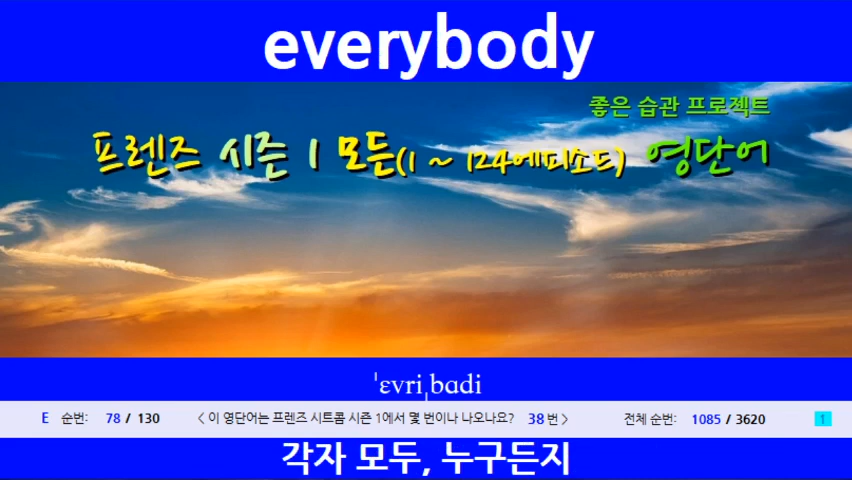 everybody
좋은 습관 프로젝트
프렌즈 시즌 1 모든(1 ~ 124에피소드) 영단어
ˈɛvriˌbɑdi
E 순번: 78 / 130 < 이 영단어는 프렌즈 시트콤 시즌 1에서 몇 번이나 나오나요? 38 번 > 전체 순번: 1085 / 3620 1
각자 모두, 누구든지